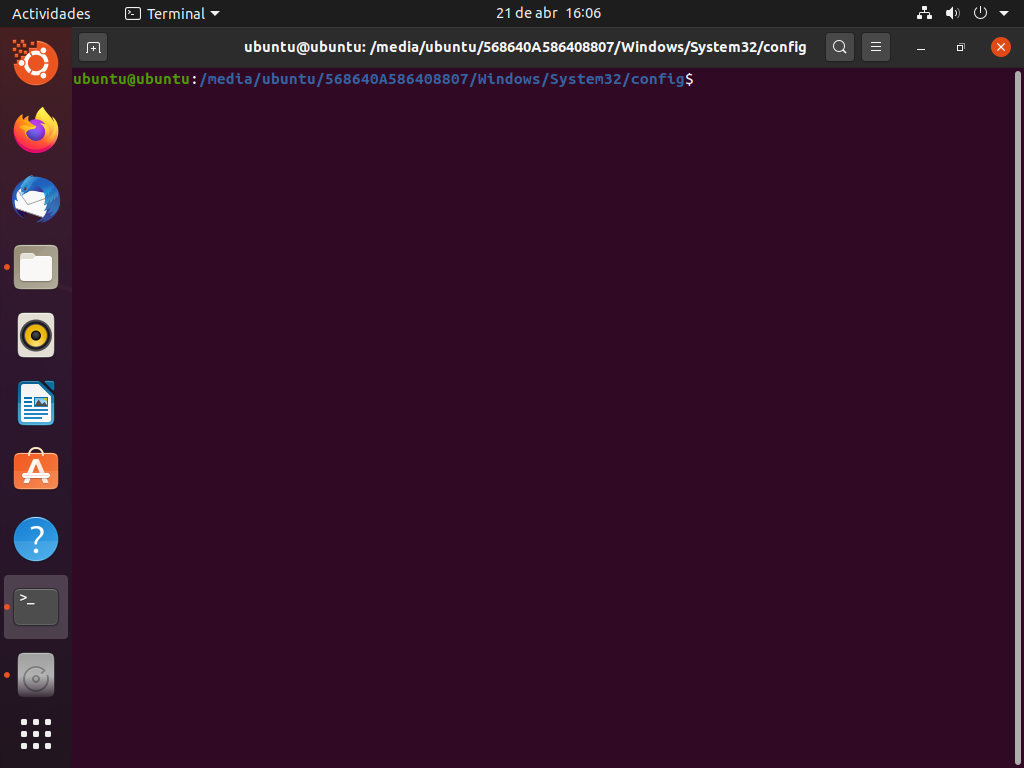 Actividades Terminal 21 de abr 16:06
ubuntu@ubuntu: /media/ubuntu/568640A586408807/Windows/System32/config
ubuntu@ubuntu:/media/ubuntu/568640A586408807/Windows/System32/config$